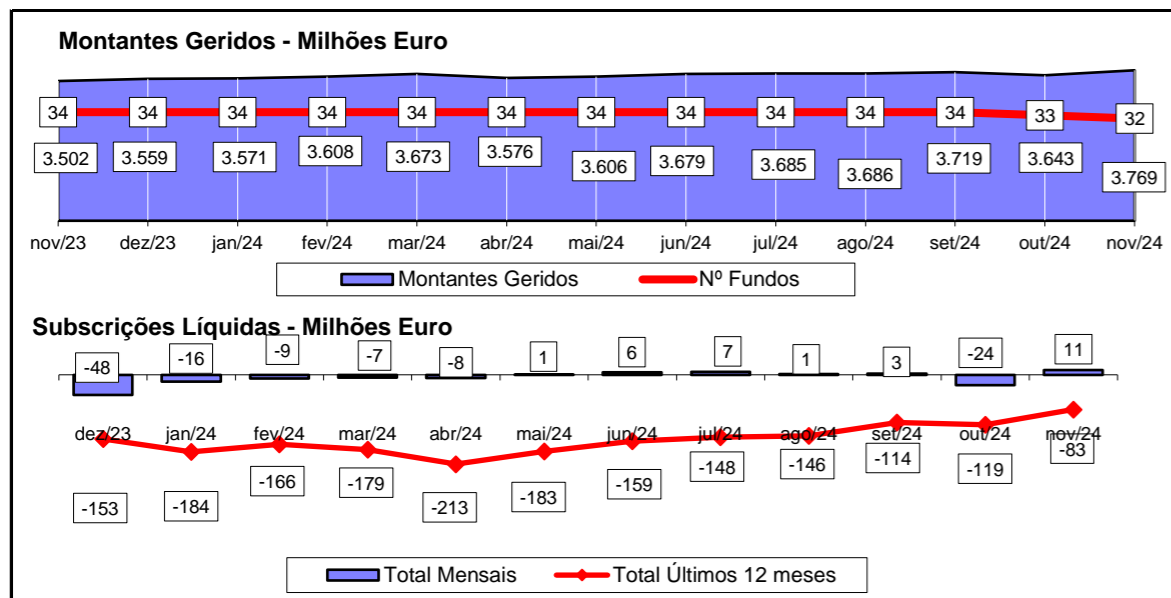 Montantes Geridos - Milhões Euro
34 34 34 34 34 34 34 34 34 34 34 33 32
3.502 3.559 3.571 3.608 3.673 3.576 3.606 3.679 3.685 3.686 3.719 3.643 3.769
nov/23 dez/23 jan/24 fev/24 mar/24 abr/24 mai/24 jun/24 jul/24 ago/24 set/24 out/24 nov/24
Montantes Geridos Nº Fundos
Subscrições Líquidas - Milhões Euro
-48 -16 -9 -7 -8 1 6 7 1 3 -24 11
dez/23 jan/24 fev/24 mar/24 abr/24 mai/24 jun/24 jul/24 ago/24 set/24 out/24 nov/24
-153 -184 -166 -179 -213 -183 -159 -148 -146 -114 -119 -83
Total Mensais Total Últimos 12 meses